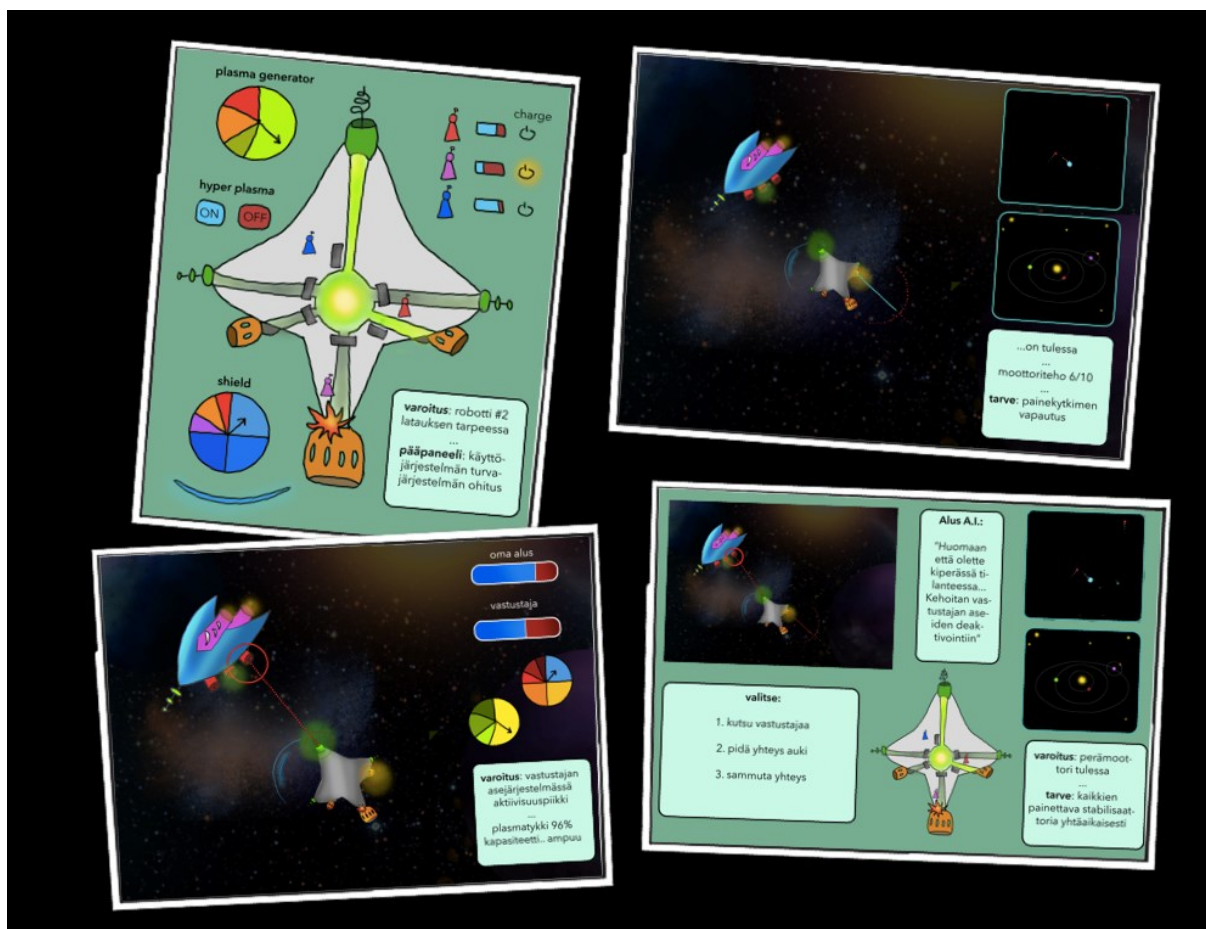 plasma generator
charge
hyper plasma
ON OFF
shield
varoitus: robotti #2
latauksen tarpeessa
...
pääpaneeli: käyttö-
järjestelmän turva-
järjestelmän ohitus
...on tulessa
...
moottoriteho 6/10
...
tarve: painekytkimen
vapautus
oma alus
vastustaja
varoitus: vastustajan
asejärjestelmässä
aktiivisuuspiikki
...
plasmatykki 96%
kapasiteetti.. ampuu
Alus A.I.:
"Huomaan
että olette
kiperässä ti-
lanteessa...
Kehoitan vas-
tustajan asei-
den deak-
tivointiin"
valitse:
1. kutsu vastustajaa
2. pidä yhteys auki
3. sammuta yhteys
varoitus: perämoot-
tori tulessa
...
tarve: kaikkien
painettava stabilisaat-
toria yhtäaikaisesti